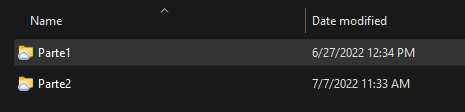 Name Date modified
Parte1 6/27/2022 12:34 PM
Parte2 7/7/2022 11:33 AM